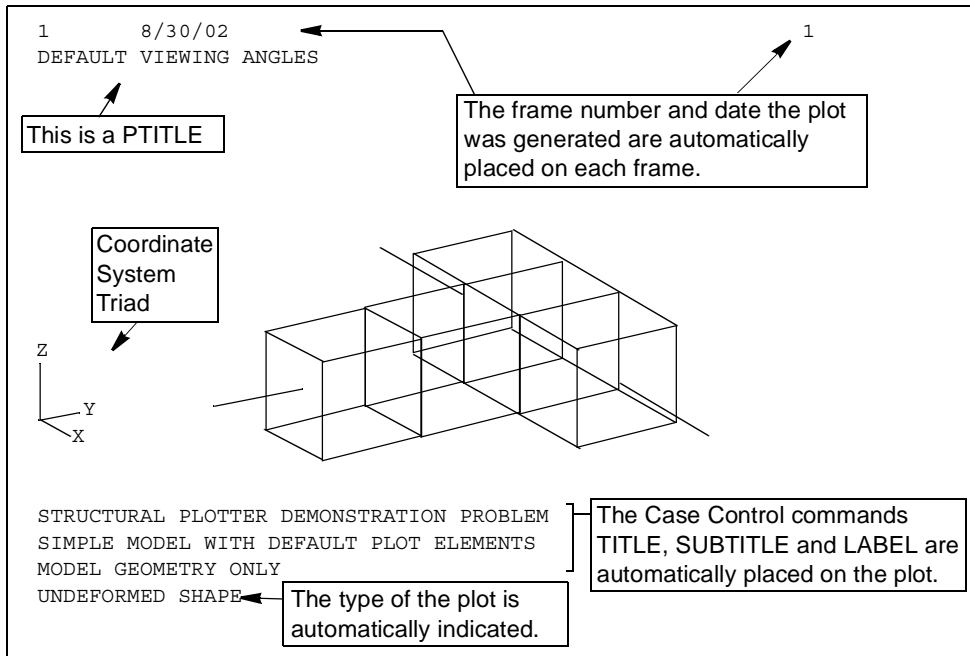 1 8/30/02 1
DEFAULT VIEWING ANGLES
This is a PTITLE
The frame number and date the plot
was generated are automatically
placed on each frame.
Coordinate
System
Triad
Z
Y
X
STRUCTURAL PLOTTER DEMONSTRATION PROBLEM
SIMPLE MODEL WITH DEFAULT PLOT ELEMENTS
MODEL GEOMETRY ONLY
UNDEFORMED SHAPE
The Case Control commands
TITLE, SUBTITLE and LABEL are
automatically placed on the plot.
The type of the plot is
automatically indicated.